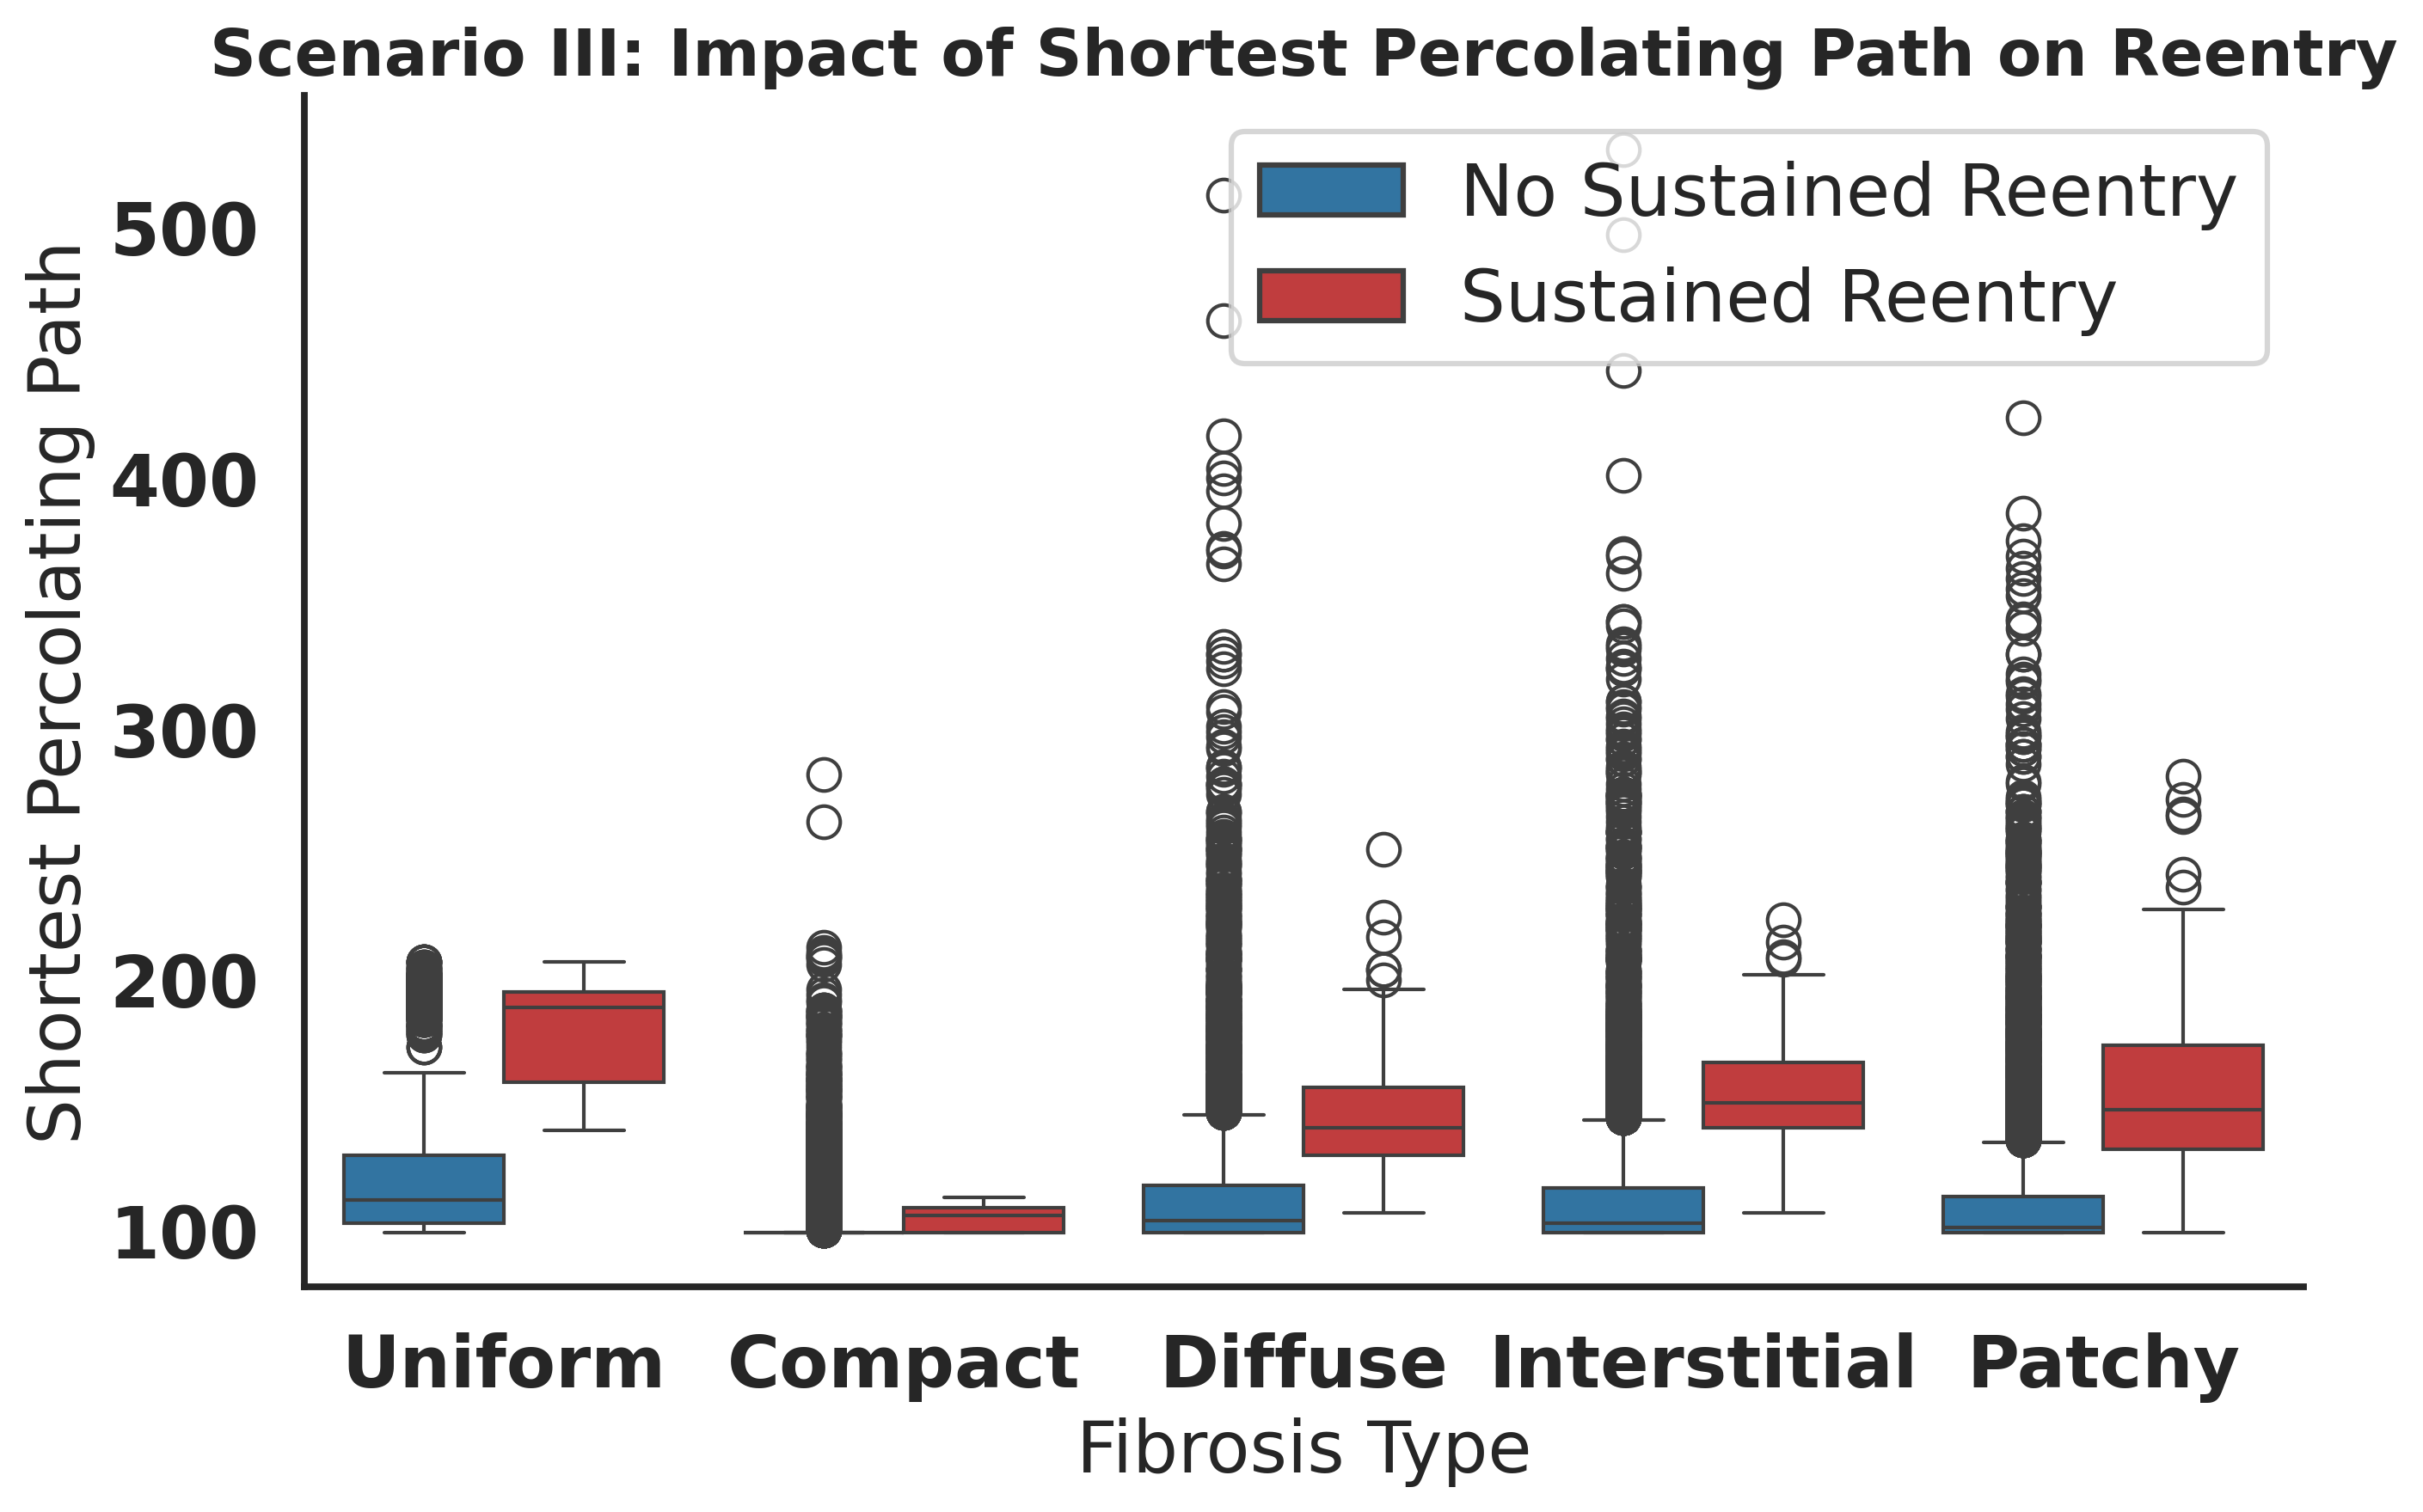 Scenario III: Impact of Shortest Percolating Path on Reentry
No Sustained Reentry
Sustained Reentry
Shortest Percolating Path
500
400
300
200
100
Uniform Compact Diffuse Interstitial Patchy
Fibrosis Type